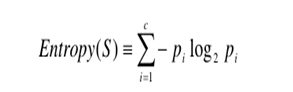 Entropy(S) ≡ ∑_{i=1}^{c} − p_i log_2 p_i